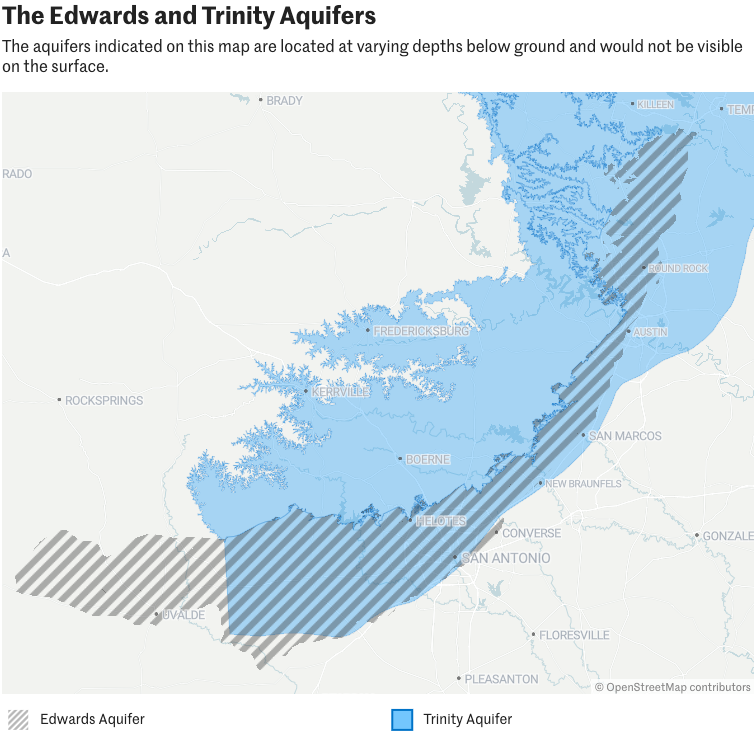 The Edwards and Trinity Aquifers
The aquifers indicated on this map are located at varying depths below ground and would not be visible
on the surface.
BRADY
KILLEEN
TEMP
RADO
A
ROUND ROCK
FREDERICKSBURG
AUSTIN
KERRVILLE
ROCKSPRINGS
SAN MARCOS
BOERNE
NEW BRAUNFELS
HELOTES
CONVERSE
GONZALE
SAN ANTONIO
UVALDE
FLORESVILLE
PLEASANTON
© OpenStreetMap contributors
Edwards Aquifer
Trinity Aquifer